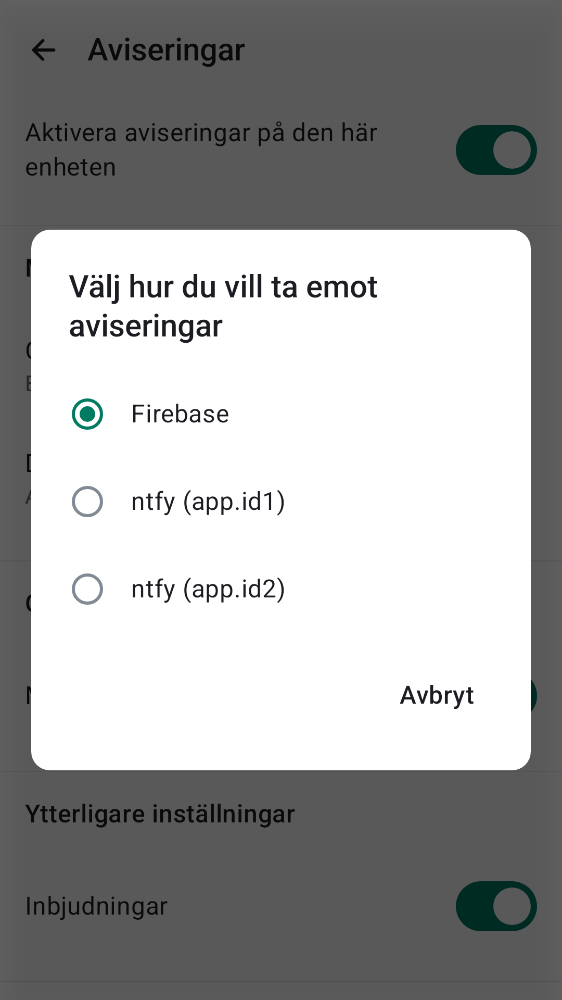 Aviseringar
Aktivera aviseringar på den här
enheten
Välj hur du vill ta emot
aviseringar
Firebase
ntfy (app.id1)
ntfy (app.id2)
Avbryt
Ytterligare inställningar
Inbjudningar